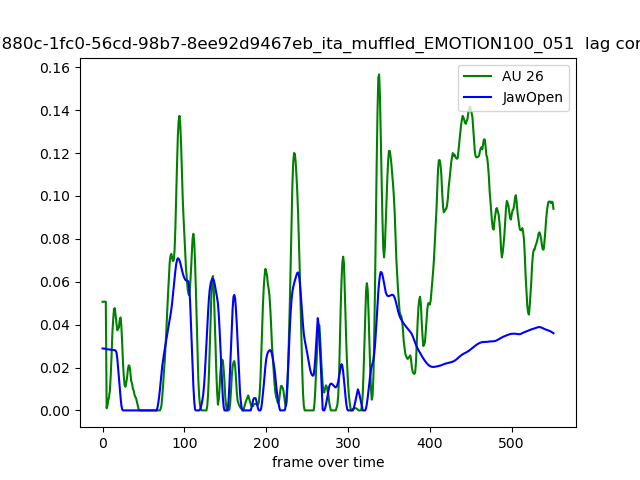 880c-1fc0-56cd-98b7-8ee92d9467eb_ita_muffled_EMOTION100_051 lag
AU 26
JawOpen
0.16
0.14
0.12
0.10
0.08
0.06
0.04
0.02
0.00
0 100 200 300 400 500
frame over time